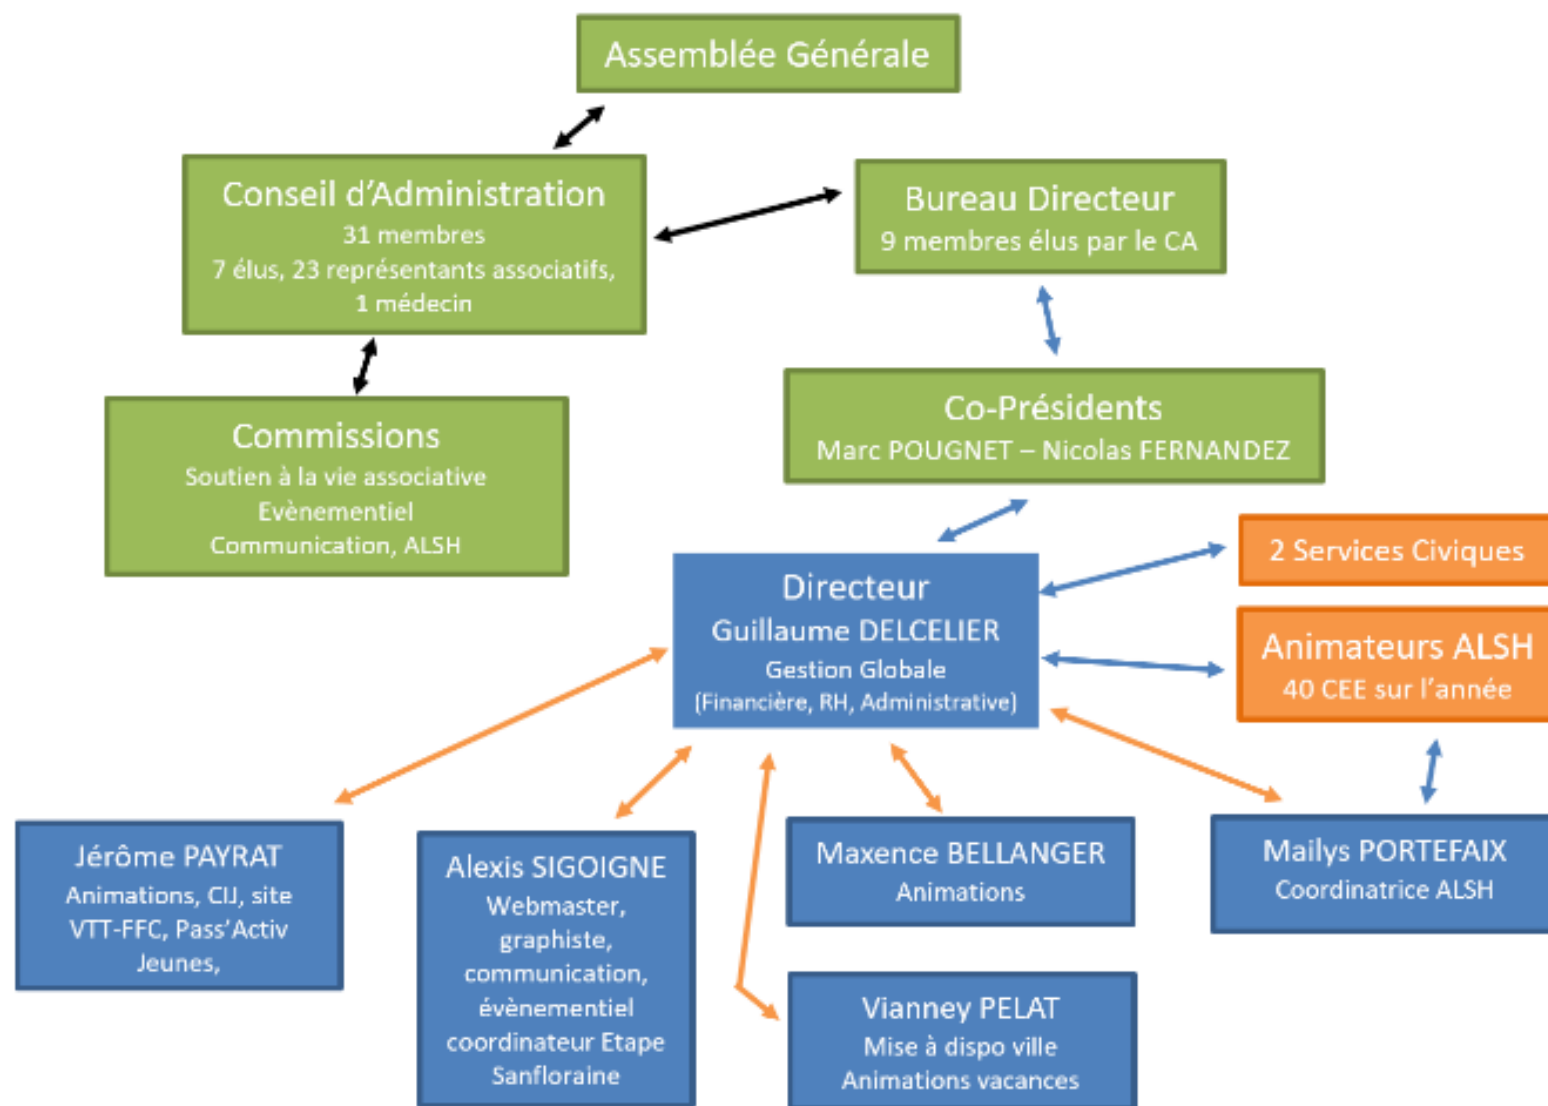 Assemblée Générale
Conseil d'Administration
31 membres
7 élus, 23 représentants associatifs,
1 médecin
Bureau Directeur
9 membres élus par le CA
Co-Présidents
Marc POUGNET – Nicolas FERNANDEZ
Commissions
Soutien à la vie associative
Evènementiel
Communication, ALSH
2 Services Civiques
Directeur
Guillaume DELCELIER
Gestion Globale
(Financière, RH, Administrative)
Animateurs ALSH
40 CEE sur l'année
Jérôme PAYRAT
Animations, CIJ, site
VTT-FFC, Pass'Activ
Jeunes,
Alexis SIGOIGNE
Webmaster,
graphiste,
communication,
évènementiel
coordinateur Etape
Sanfloraine
Maxence BELLANGER
Animations
Vianney PELAT
Mise à dispo ville
Animations vacances
Mailys PORTEFAIX
Coordinatrice ALSH